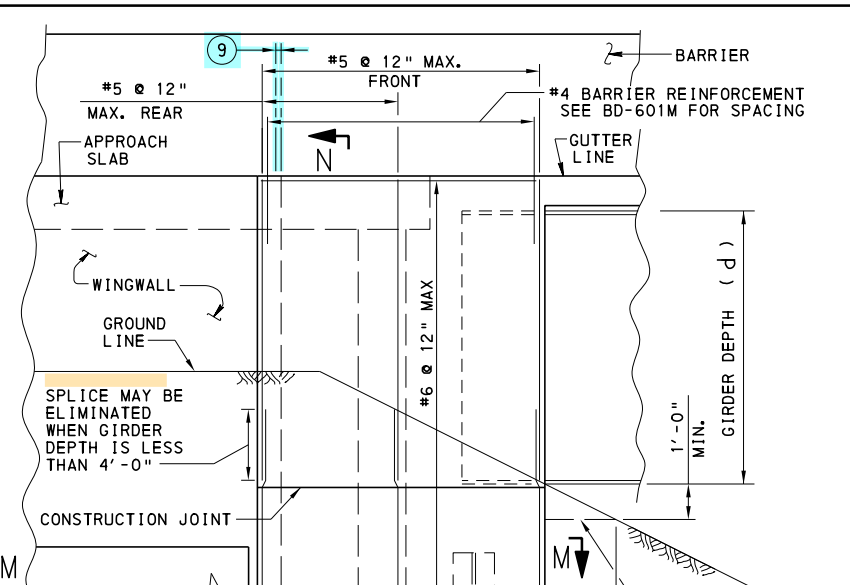 9
#5 @ 12" MAX.
FRONT
BARRIER
#5 @ 12"
MAX. REAR
#4 BARRIER REINFORCEMENT
SEE BD-601M FOR SPACING
APPROACH
SLAB
N
GUTTER
LINE
WINGWALL
GROUND
LINE
#6 @ 12" MAX
GIRDER DEPTH (d)
SPLICE MAY BE
ELIMINATED
WHEN GIRDER
DEPTH IS LESS
THAN 4'-0"
1'-0"
MIN.
CONSTRUCTION JOINT
M
M